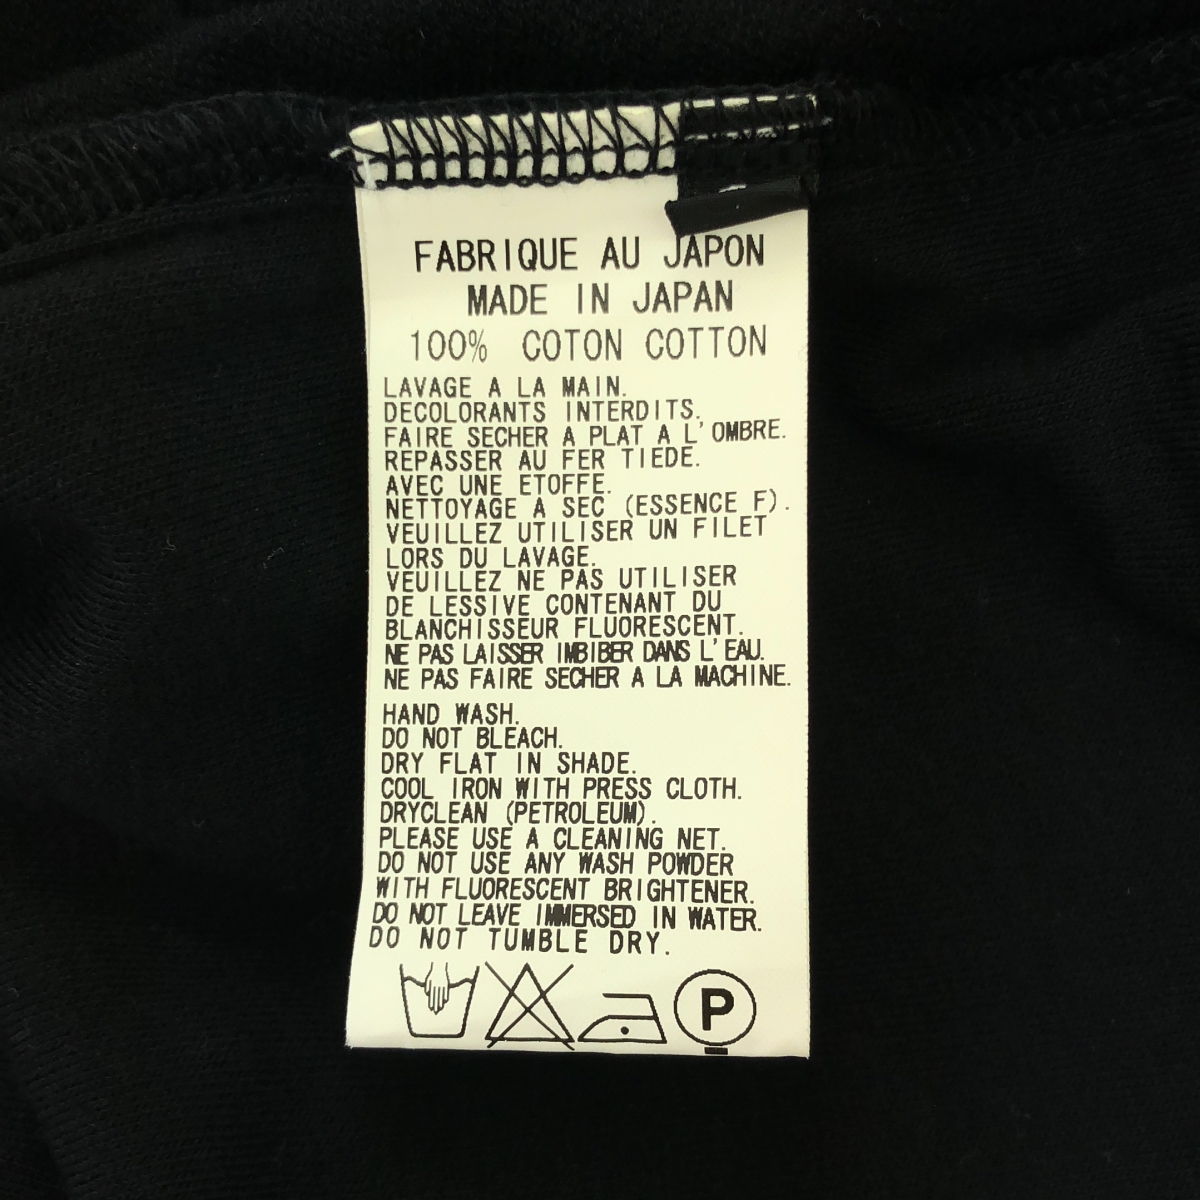 FABRIQUE AU JAPON
MADE IN JAPAN
100% COTON COTTON
LAVAGE A LA MAIN.
DECOLORANTS INTERDITS.
FAIRE SECHER A PLAT A L'OMBRE.
REPASSER AU FER TIEDE.
AVEC UNE ETOFFE.
NETTOYAGE A SEC (ESSENCE F).
VEUILLEZ UTILISER UN FILET
LORS DU LAVAGE.
VEUILLEZ NE PAS UTILISER
DE LESSIVE CONTENANT DU
BLANCHISSEUR FLUORESCENT.
NE PAS LAISSER IMBIBER DANS L'EAU.
NE PAS FAIRE SECHER A LA MACHINE.
HAND WASH.
DO NOT BLEACH.
DRY FLAT IN SHADE.
COOL IRON WITH PRESS CLOTH.
DRYCLEAN (PETROLEUM).
PLEASE USE A CLEANING NET.
DO NOT USE ANY WASH POWDER
WITH FLUORESCENT BRIGHTENER.
DO NOT LEAVE IMMERSED IN WATER.
DO NOT TUMBLE DRY.
P